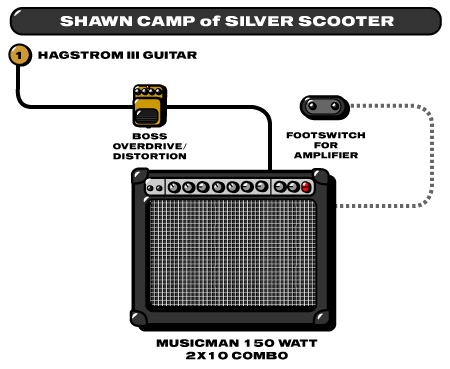 SHAWN CAMP of SILVER SCOOTER
1 HAGSTROM III GUITAR
BOSS
OVERDRIVE/
DISTORTION
FOOTSWITCH
FOR
AMPLIFIER
MUSICMAN 150 WATT
2X10 COMBO